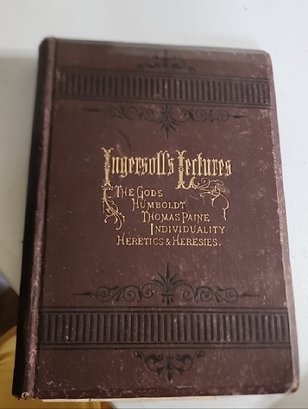 Ingersoll's Lectures
The Gods
Humboldt
Thomas Paine
Individuality
Heretics & Heresies.